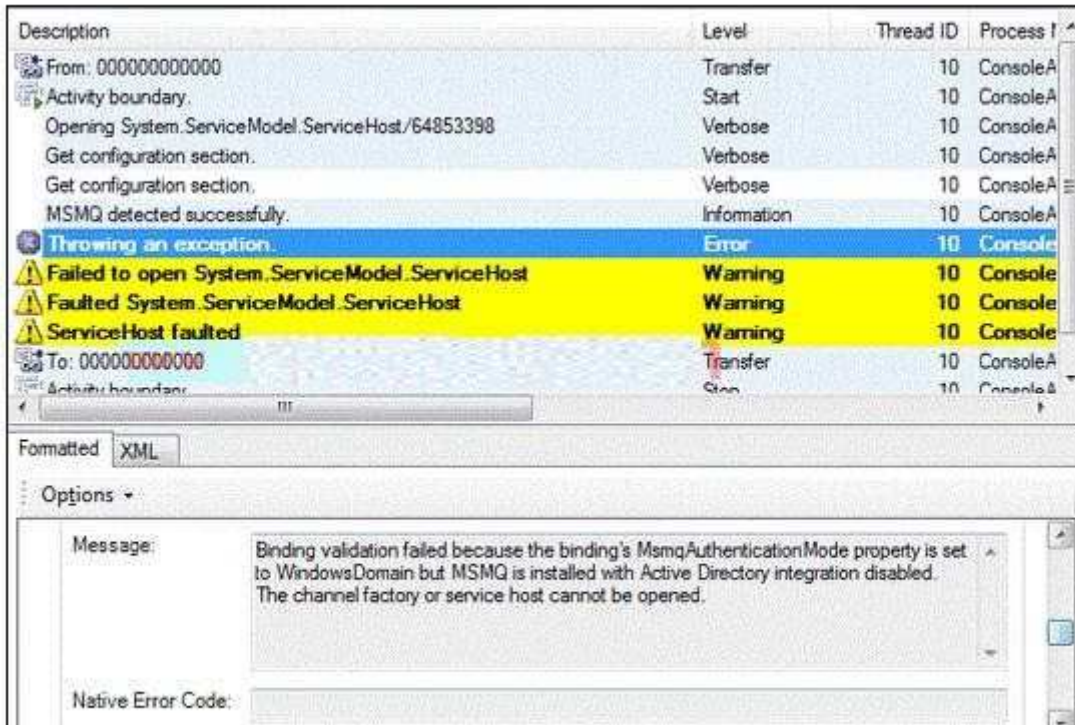 Description Level Thread ID Process
From: 000000000000 Transfer 10 ConsoleA
Activity boundary. Start 10 ConsoleA
Opening System.ServiceModel.ServiceHost/64853398 Verbose 10 ConsoleA
Get configuration section. Verbose 10 ConsoleA
Get configuration section. Verbose 10 ConsoleA
MSMQ detected successfully. Information 10 ConsoleA
Throwing an exception. Error 10 Console
Failed to open System.ServiceModel.ServiceHost Warning 10 Console
Faulted System.ServiceModel.ServiceHost Warning 10 Console
ServiceHost faulted Warning 10 Console
To: 000000000000 Transfer 10 ConsoleA
Activity boundary. Stop 10 ConsoleA
Formatted XML
Options
Message: Binding validation failed because the binding's MsmqAuthenticationMode property is set
to WindowsDomain but MSMQ is installed with Active Directory integration disabled.
The channel factory or service host cannot be opened.
Native Error Code: